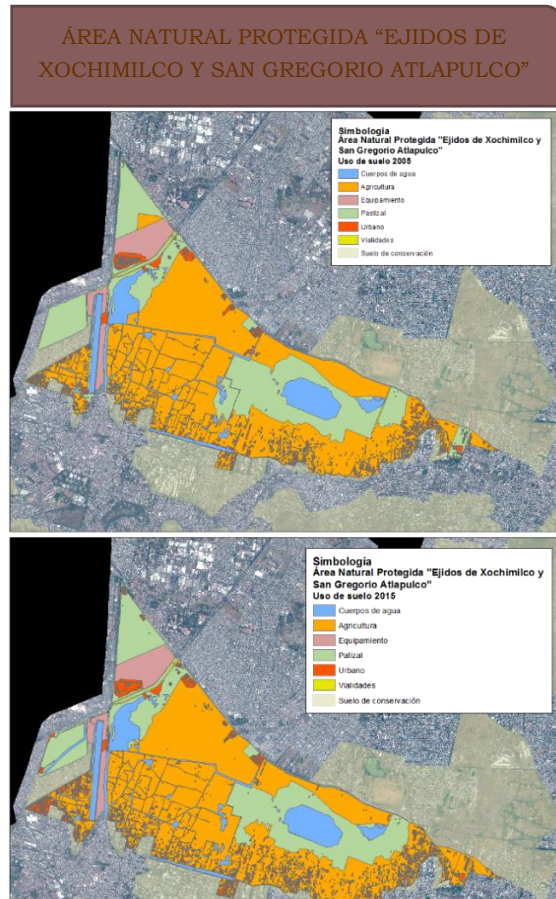 ÁREA NATURAL PROTEGIDA “EJIDOS DE
XOCHIMILCO Y SAN GREGORIO ATLAPULCO”
Simbología
Área Natural Protegida "Ejidos de Xochimilco y
San Gregorio Atlapulco"
Uso de suelo 2005
Cuerpos de agua
Agricultura
Equipamiento
Pastizal
Urbano
Vialidades
Suelo de conservación
Simbología
Área Natural Protegida "Ejidos de Xochimilco y
San Gregorio Atlapulco"
Uso de suelo 2015
Cuerpos de agua
Agricultura
Equipamiento
Patizal
Urbano
Vialidades
Suelo de conservación